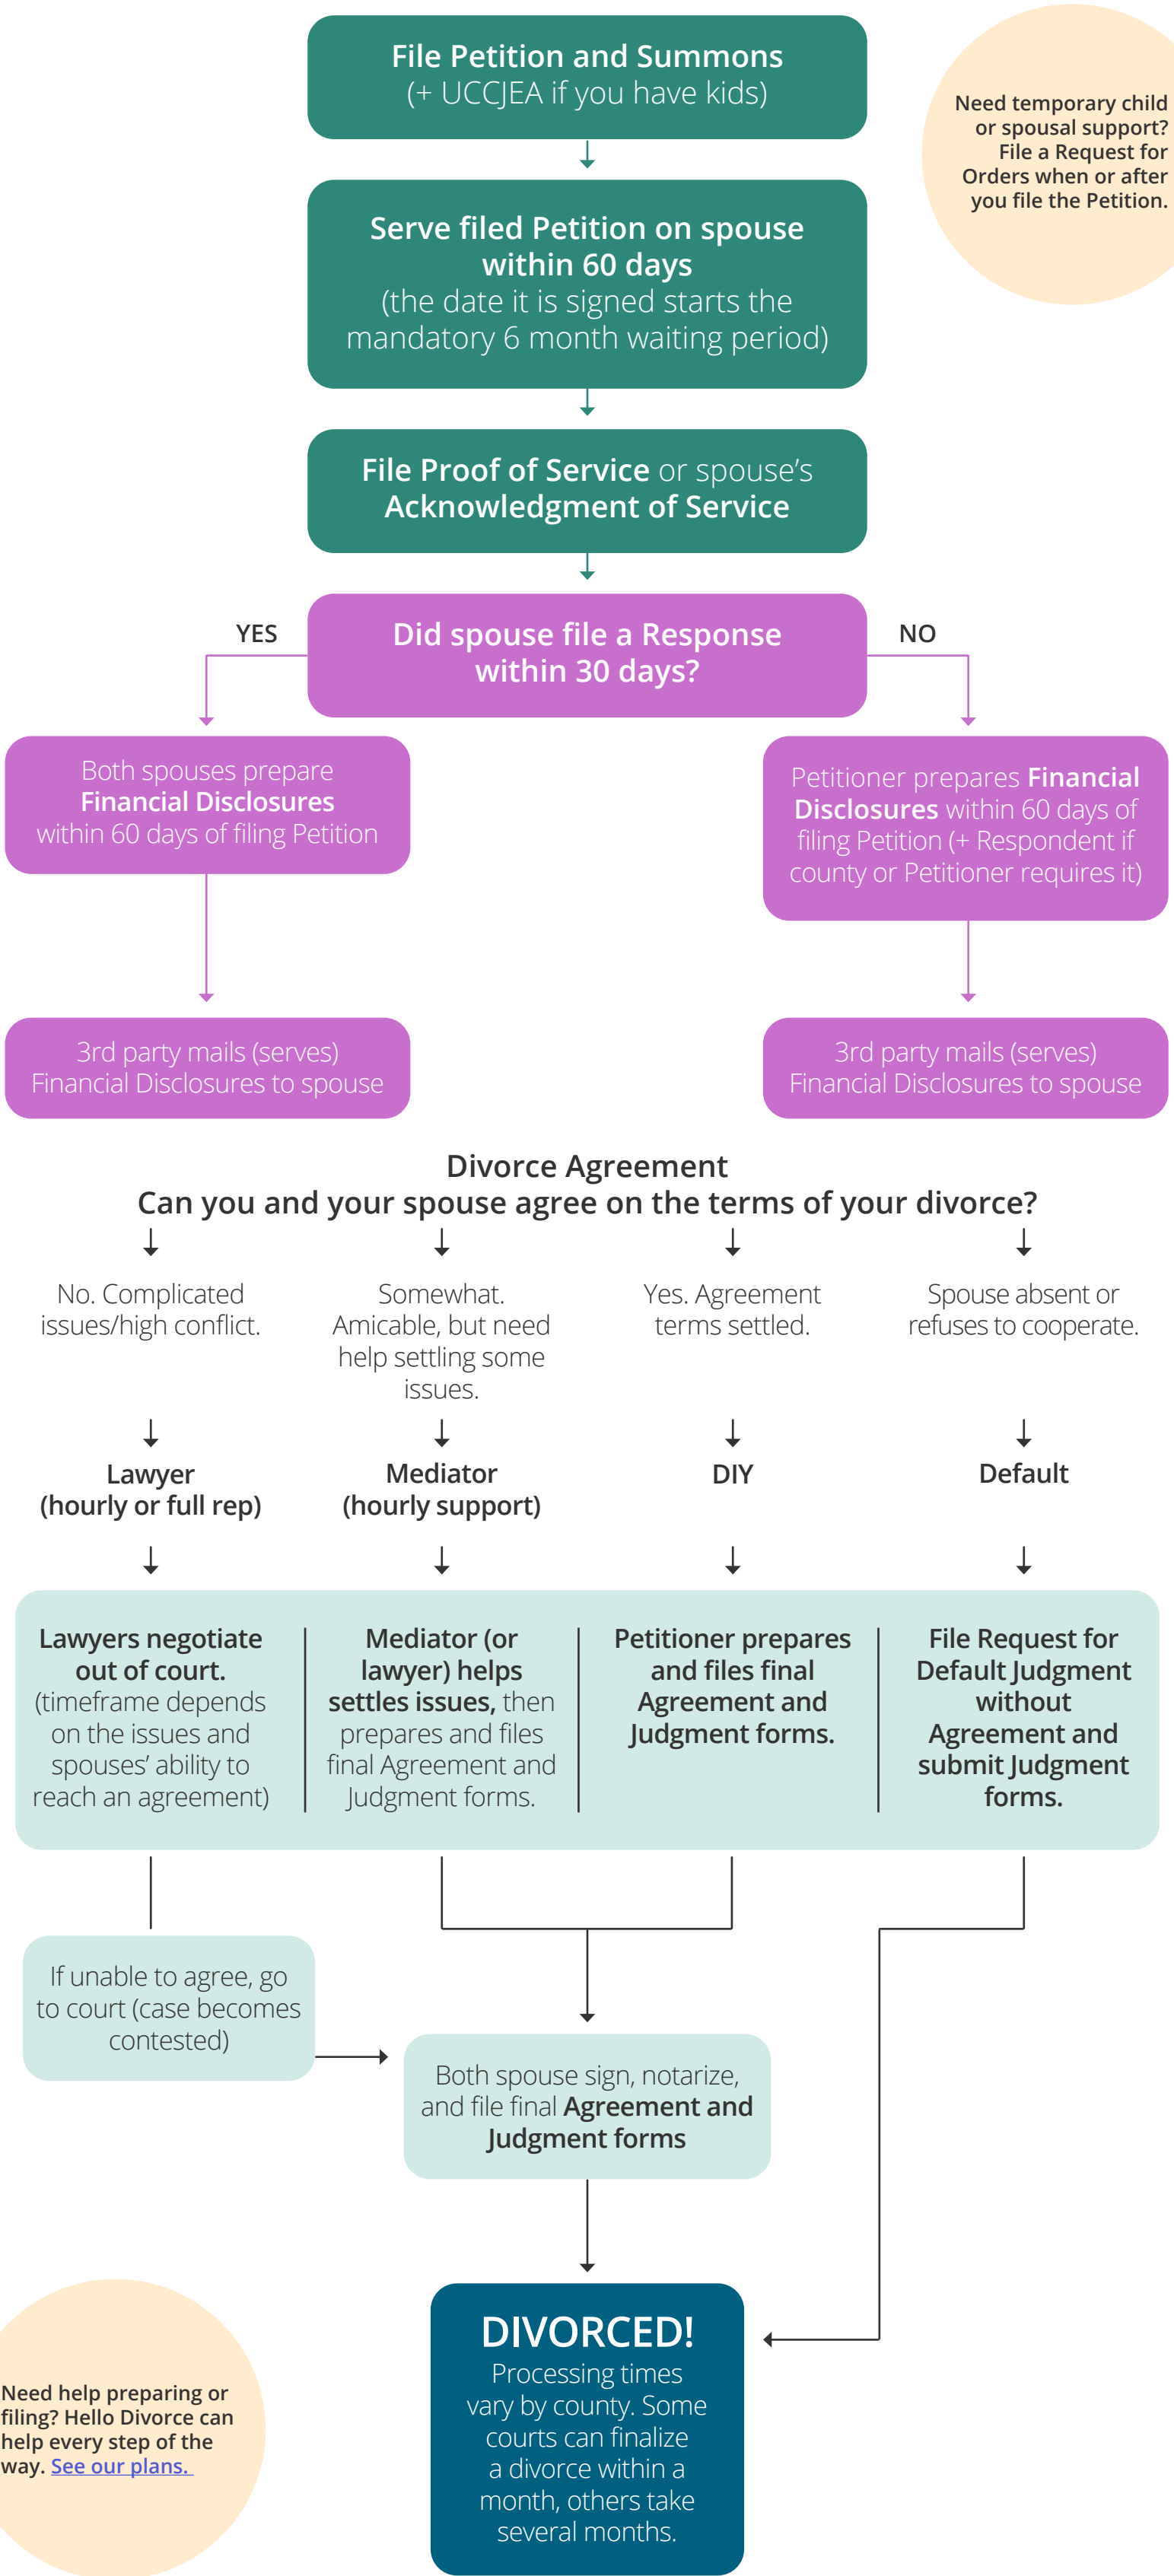 File Petition and Summons
(+ UCCJEA if you have kids)
Need temporary child
or spousal support?
File a Request for
Orders when or after
you file the Petition.
Serve filed Petition on spouse
within 60 days
(the date it is signed starts the
mandatory 6 month waiting period)
File Proof of Service or spouse’s
Acknowledgment of Service
YES
Did spouse file a Response
within 30 days?
NO
Both spouses prepare
Financial Disclosures
within 60 days of filing Petition
Petitioner prepares Financial
Disclosures within 60 days of
filing Petition (+ Respondent if
county or Petitioner requires it)
3rd party mails (serves)
Financial Disclosures to spouse
3rd party mails (serves)
Financial Disclosures to spouse
Divorce Agreement
Can you and your spouse agree on the terms of your divorce?
No. Complicated
issues/high conflict.
Somewhat.
Amicable, but need
help settling some
issues.
Yes. Agreement
terms settled.
Spouse absent or
refuses to cooperate.
Lawyer
(hourly or full rep)
Mediator
(hourly support)
DIY
Default
Lawyers negotiate
out of court.
(timeframe depends
on the issues and
spouses’ ability to
reach an agreement)
Mediator (or
lawyer) helps
settles issues, then
prepares and files
final Agreement and
Judgment forms.
Petitioner prepares
and files final
Agreement and
Judgment forms.
File Request for
Default Judgment
without
Agreement and
submit Judgment
forms.
If unable to agree, go
to court (case becomes
contested)
Both spouse sign, notarize,
and file final Agreement and
Judgment forms
DIVORCED!
Processing times
vary by county. Some
courts can finalize
a divorce within a
month, others take
several months.
Need help preparing or
filing? Hello Divorce can
help every step of the
way. See our plans.